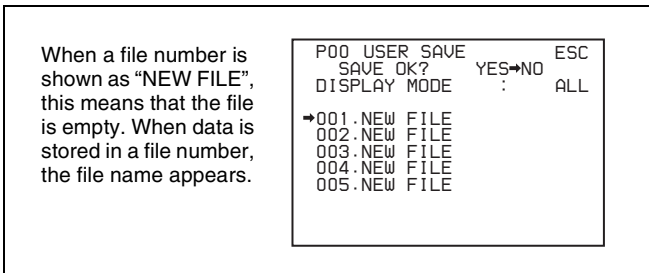 When a file number is
shown as “NEW FILE”,
this means that the file
is empty. When data is
stored in a file number,
the file name appears.
P00 USER SAVE ESC
SAVE OK? YES➞NO
DISPLAY MODE : ALL
➞001.NEW FILE
002.NEW FILE
003.NEW FILE
004.NEW FILE
005.NEW FILE